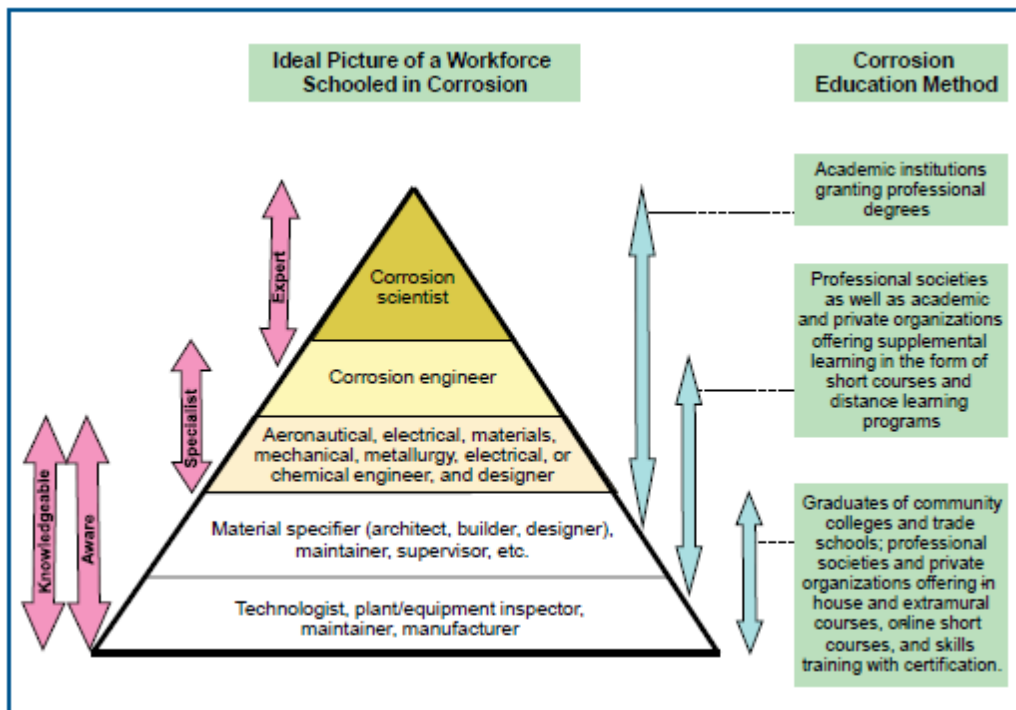 Ideal Picture of a Workforce
Schooled in Corrosion
Corrosion
Education Method
Expert
Specialist
Knowledgeable
Aware
Corrosion
scientist
Corrosion engineer
Aeronautical, electrical, materials,
mechanical, metallurgy, electrical, or
chemical engineer, and designer
Material specifier (architect, builder, designer),
maintainer, supervisor, etc.
Technologist, plant/equipment inspector,
maintainer, manufacturer
Academic institutions
granting professional
degrees
Professional societies
as well as academic
and private organizations
offering supplemental
learning in the form of
short courses and
distance learning
programs
Graduates of community
colleges and trade
schools; professional
societies and private
organizations offering in
house and extramural
courses, online short
courses, and skills
training with certification.